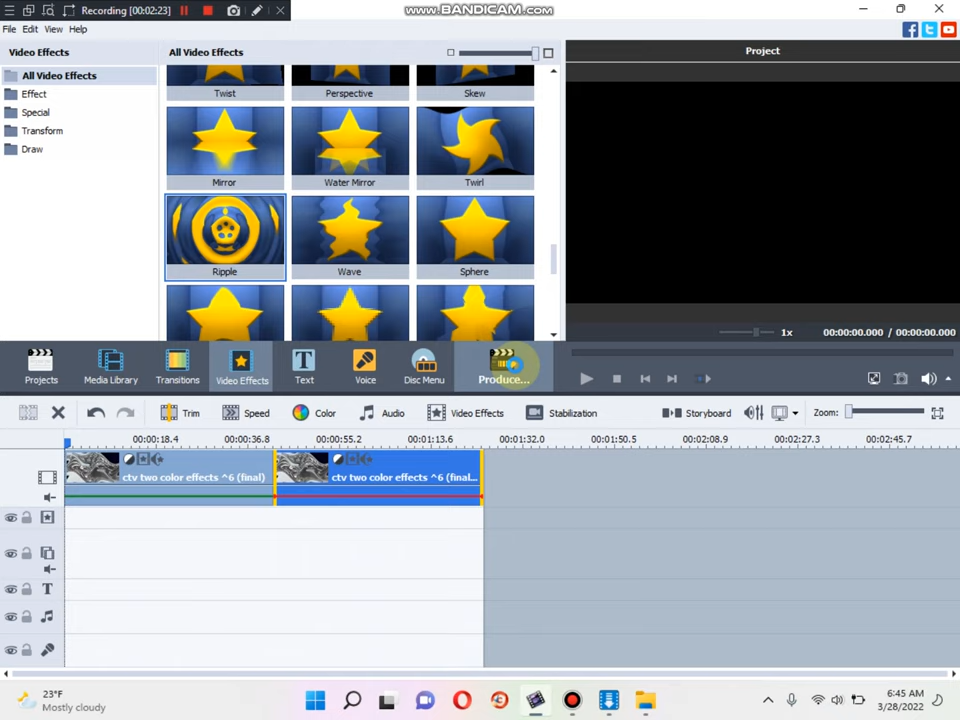 Recording [00:02:23]
www.BANDICAM.com
File Edit View Help
Video Effects
All Video Effects
Project
All Video Effects
Effect
Special
Transform
Draw
Twist Perspective Skew
Mirror Water Mirror Twirl
Ripple Wave Sphere
1x 00:00:00.000 / 00:00:00.000
Projects Media Library Transitions Video Effects Text Voice Disc Menu Produce...
Trim Speed Color Audio Video Effects Stabilization Storyboard Zoom:
00:00:18.4 00:00:36.8 00:00:55.2 00:01:13.6 00:01:32.0 00:01:50.5 00:02:08.9 00:02:27.3 00:02:45.7
ctv two color effects ^6 (final) ctv two color effects ^6 (final...
T
23°F
Mostly cloudy
6:45 AM
3/28/2022